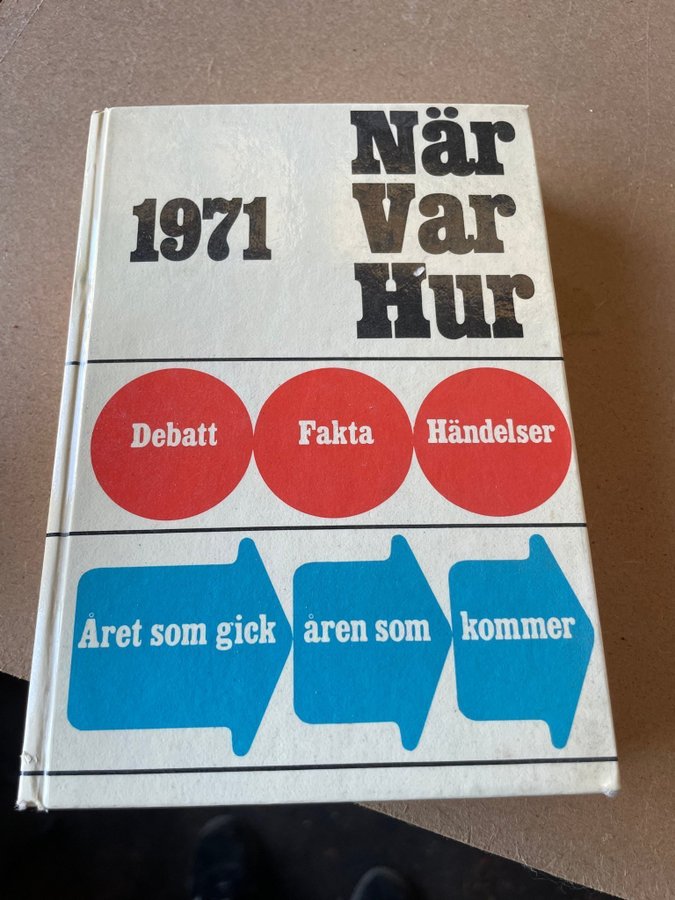 När
1971
Var
Hur
Debatt
Fakta
Händelser
Året som gick
åren som
kommer